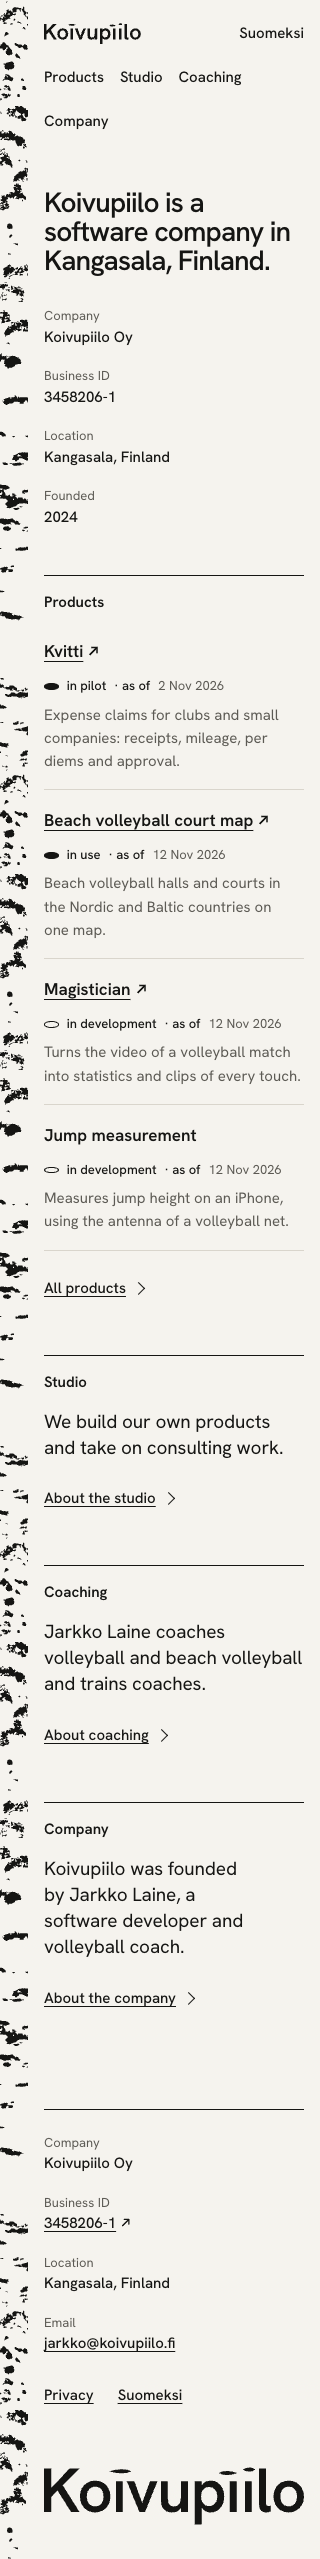 Koivupiilo
Suomeksi
Products Studio Coaching
Company
Koivupiilo is a
software company in
Kangasala, Finland.
Company
Koivupiilo Oy
Business ID
3458206-1
Location
Kangasala, Finland
Founded
2024
Products
Kvitti ↗
in pilot · as of 2 Nov 2026
Expense claims for clubs and small
companies: receipts, mileage, per
diems and approval.
Beach volleyball court map ↗
in use · as of 12 Nov 2026
Beach volleyball halls and courts in
the Nordic and Baltic countries on
one map.
Magistician ↗
in development · as of 12 Nov 2026
Turns the video of a volleyball match
into statistics and clips of every touch.
Jump measurement
in development · as of 12 Nov 2026
Measures jump height on an iPhone,
using the antenna of a volleyball net.
All products
Studio
We build our own products
and take on consulting work.
About the studio
Coaching
Jarkko Laine coaches
volleyball and beach volleyball
and trains coaches.
About coaching
Company
Koivupiilo was founded
by Jarkko Laine, a
software developer and
volleyball coach.
About the company
Company
Koivupiilo Oy
Business ID
3458206-1 ↗
Location
Kangasala, Finland
Email
jarkko@koivupiilo.fi
Privacy Suomeksi
Koivupiilo